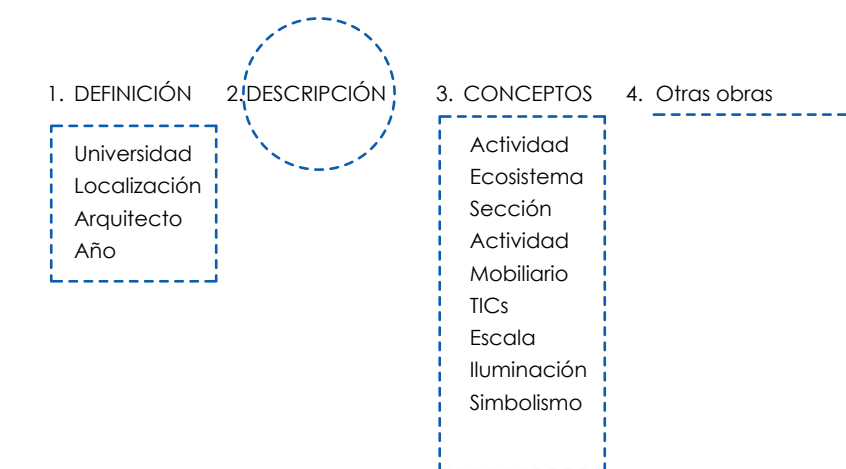 1. DEFINICIÓN
2.DESCRIPCIÓN
3. CONCEPTOS
4. Otras obras
Universidad
Localización
Arquitecto
Año
Actividad
Ecosistema
Sección
Actividad
Mobiliario
TICs
Escala
Iluminación
Simbolismo